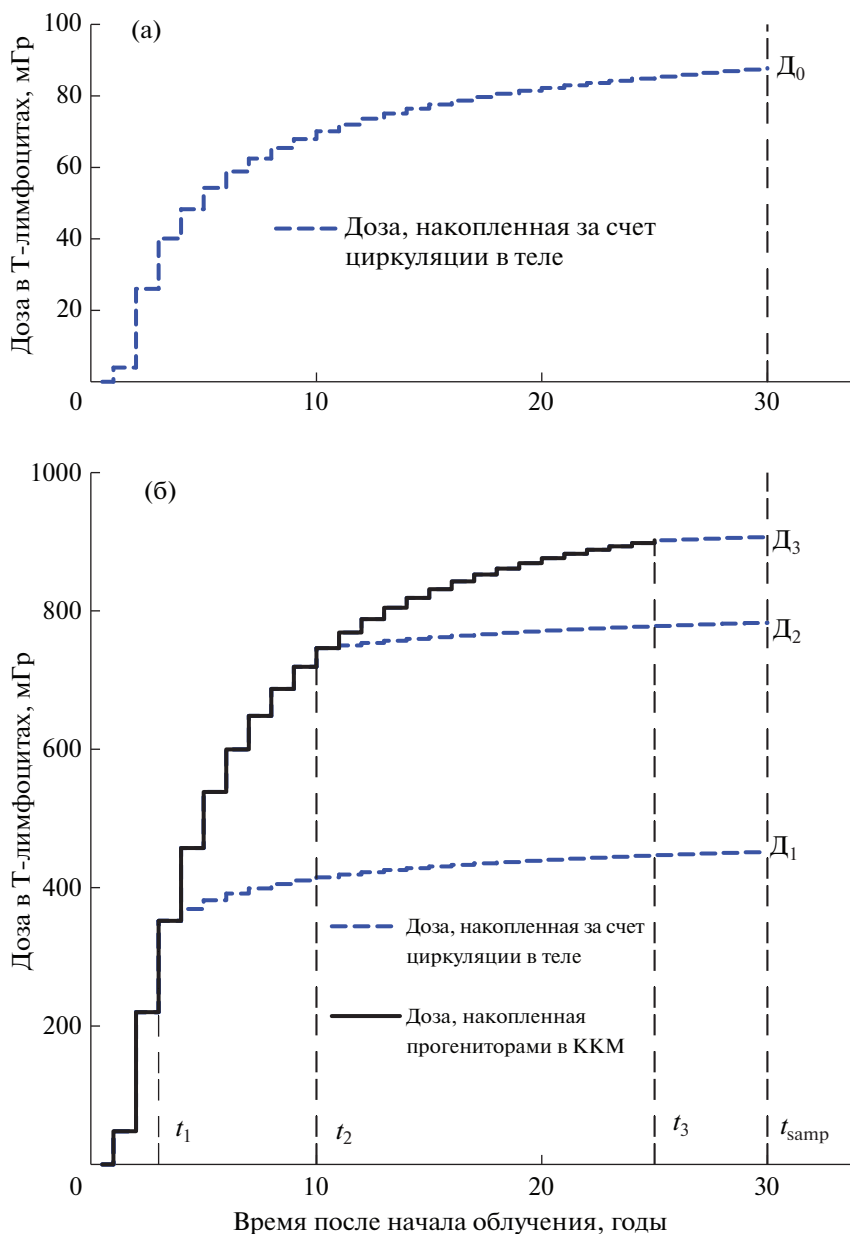 (а)
Доза в Т-лимфоцитах, мГр
100
80
60
40
20
0
10
20
30
Д0
Доза, накопленная за счет
циркуляции в теле
(б)
Доза в Т-лимфоцитах, мГр
1000
800
600
400
200
0
10
20
30
Д3
Д2
Д1
Доза, накопленная за счет
циркуляции в теле
Доза, накопленная
прогениторами в ККМ
t1
t2
t3
tsamp
Время после начала облучения, годы